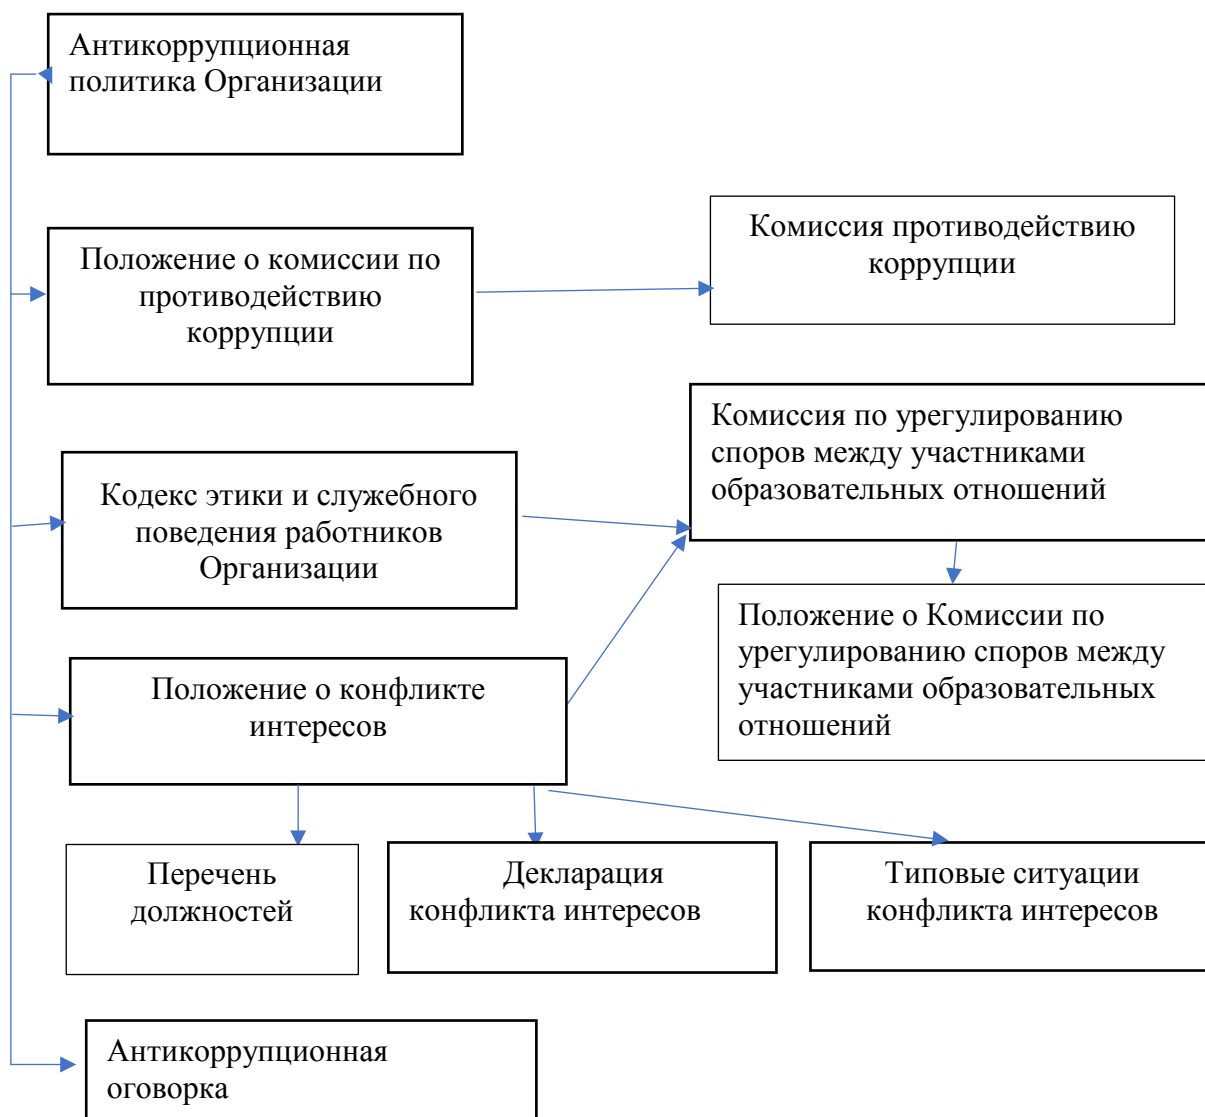 Антикоррупционная
политика Организации
Комиссия противодействию
коррупции
Положение о комиссии по
противодействию
коррупции
Комиссия по урегулированию
споров между участниками
образовательных отношений
Кодекс этики и служебного
поведения работников
Организации
Положение о Комиссии по
урегулированию споров между
участниками образовательных
отношений
Положение о конфликте
интересов
Перечень
должностей
Декларация
конфликта интересов
Типовые ситуации
конфликта интересов
Антикоррупционная
оговорка